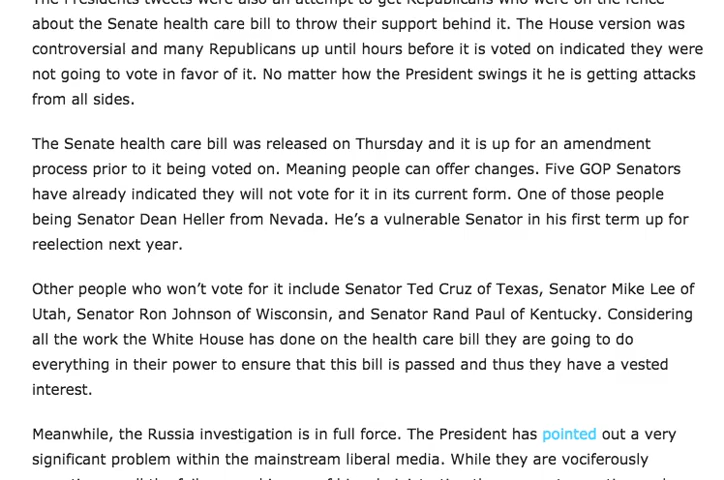 The Presidents tweets were also an attempt to get Republicans who were on the fence
about the Senate health care bill to throw their support behind it. The House version was
controversial and many Republicans up until hours before it is voted on indicated they were
not going to vote in favor of it. No matter how the President swings it he is getting attacks
from all sides.
The Senate health care bill was released on Thursday and it is up for an amendment
process prior to it being voted on. Meaning people can offer changes. Five GOP Senators
have already indicated they will not vote for it in its current form. One of those people
being Senator Dean Heller from Nevada. He’s a vulnerable Senator in his first term up for
reelection next year.
Other people who won’t vote for it include Senator Ted Cruz of Texas, Senator Mike Lee of
Utah, Senator Ron Johnson of Wisconsin, and Senator Rand Paul of Kentucky. Considering
all the work the White House has done on the health care bill they are going to do
everything in their power to ensure that this bill is passed and thus they have a vested
interest.
Meanwhile, the Russia investigation is in full force. The President has pointed out a very
significant problem within the mainstream liberal media. While they are vociferously